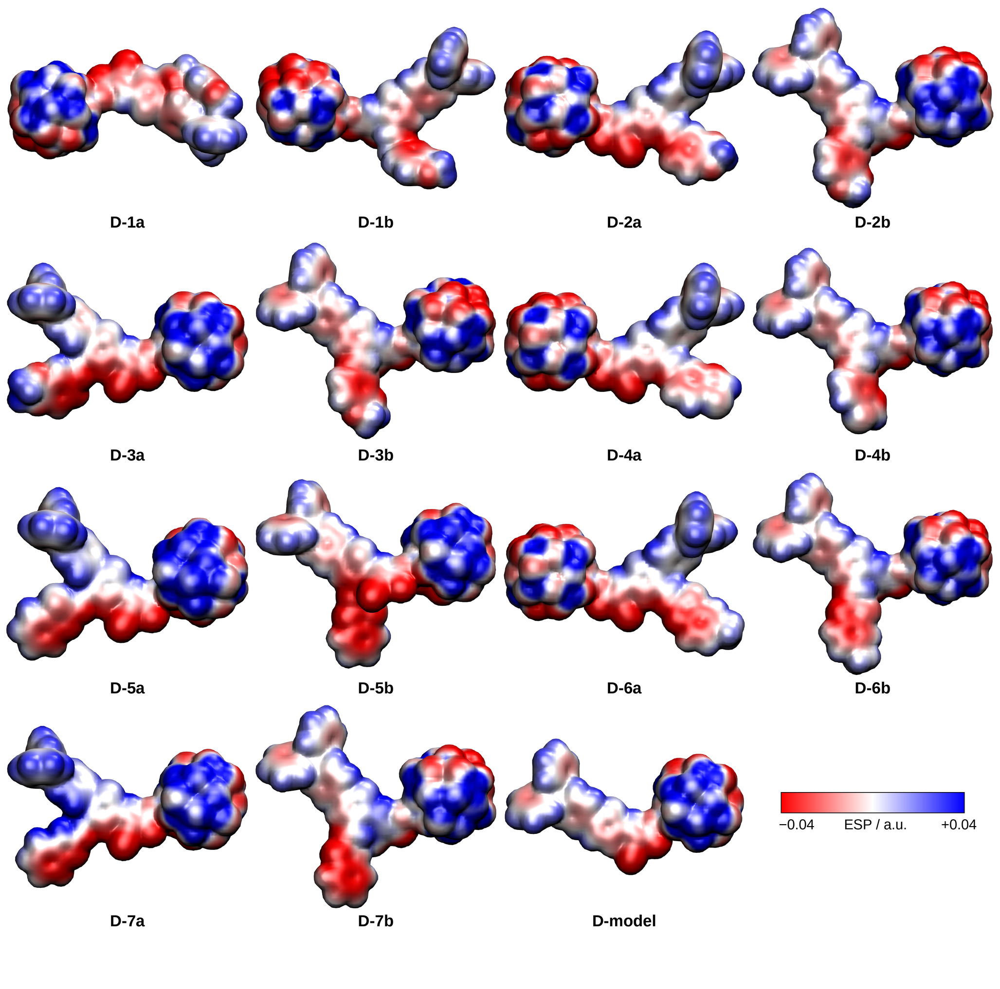 D-1a
D-1b
D-2a
D-2b
D-3a
D-3b
D-4a
D-4b
D-5a
D-5b
D-6a
D-6b
−0.04 ESP / a.u. +0.04
D-7a
D-7b
D-model